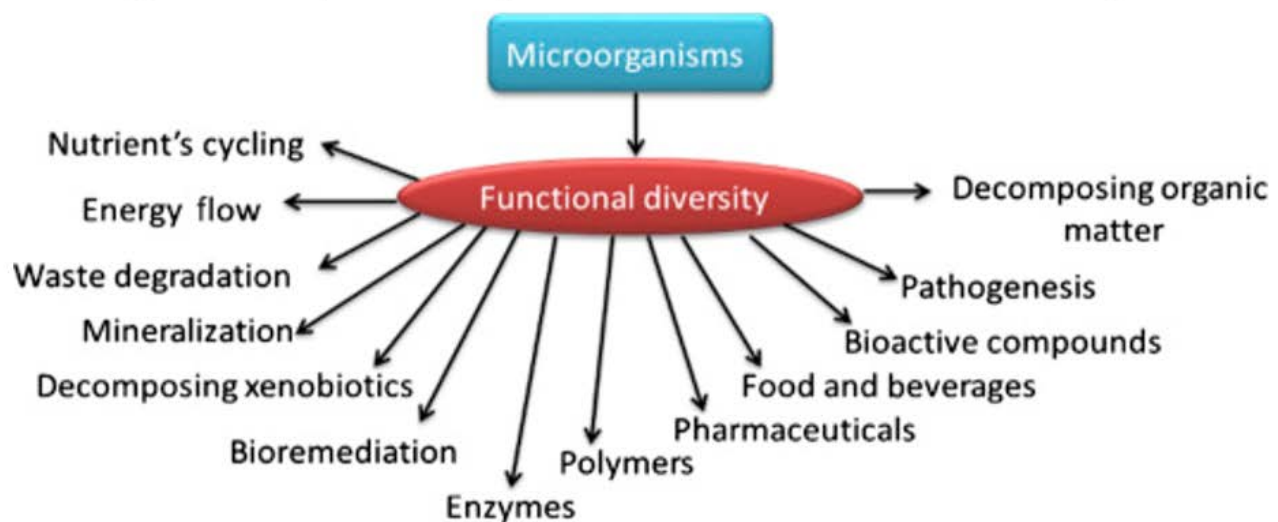 Microorganisms
Functional diversity
Nutrient’s cycling
Energy flow
Waste degradation
Mineralization
Decomposing xenobiotics
Bioremediation
Enzymes
Polymers
Pharmaceuticals
Food and beverages
Bioactive compounds
Pathogenesis
Decomposing organic
matter